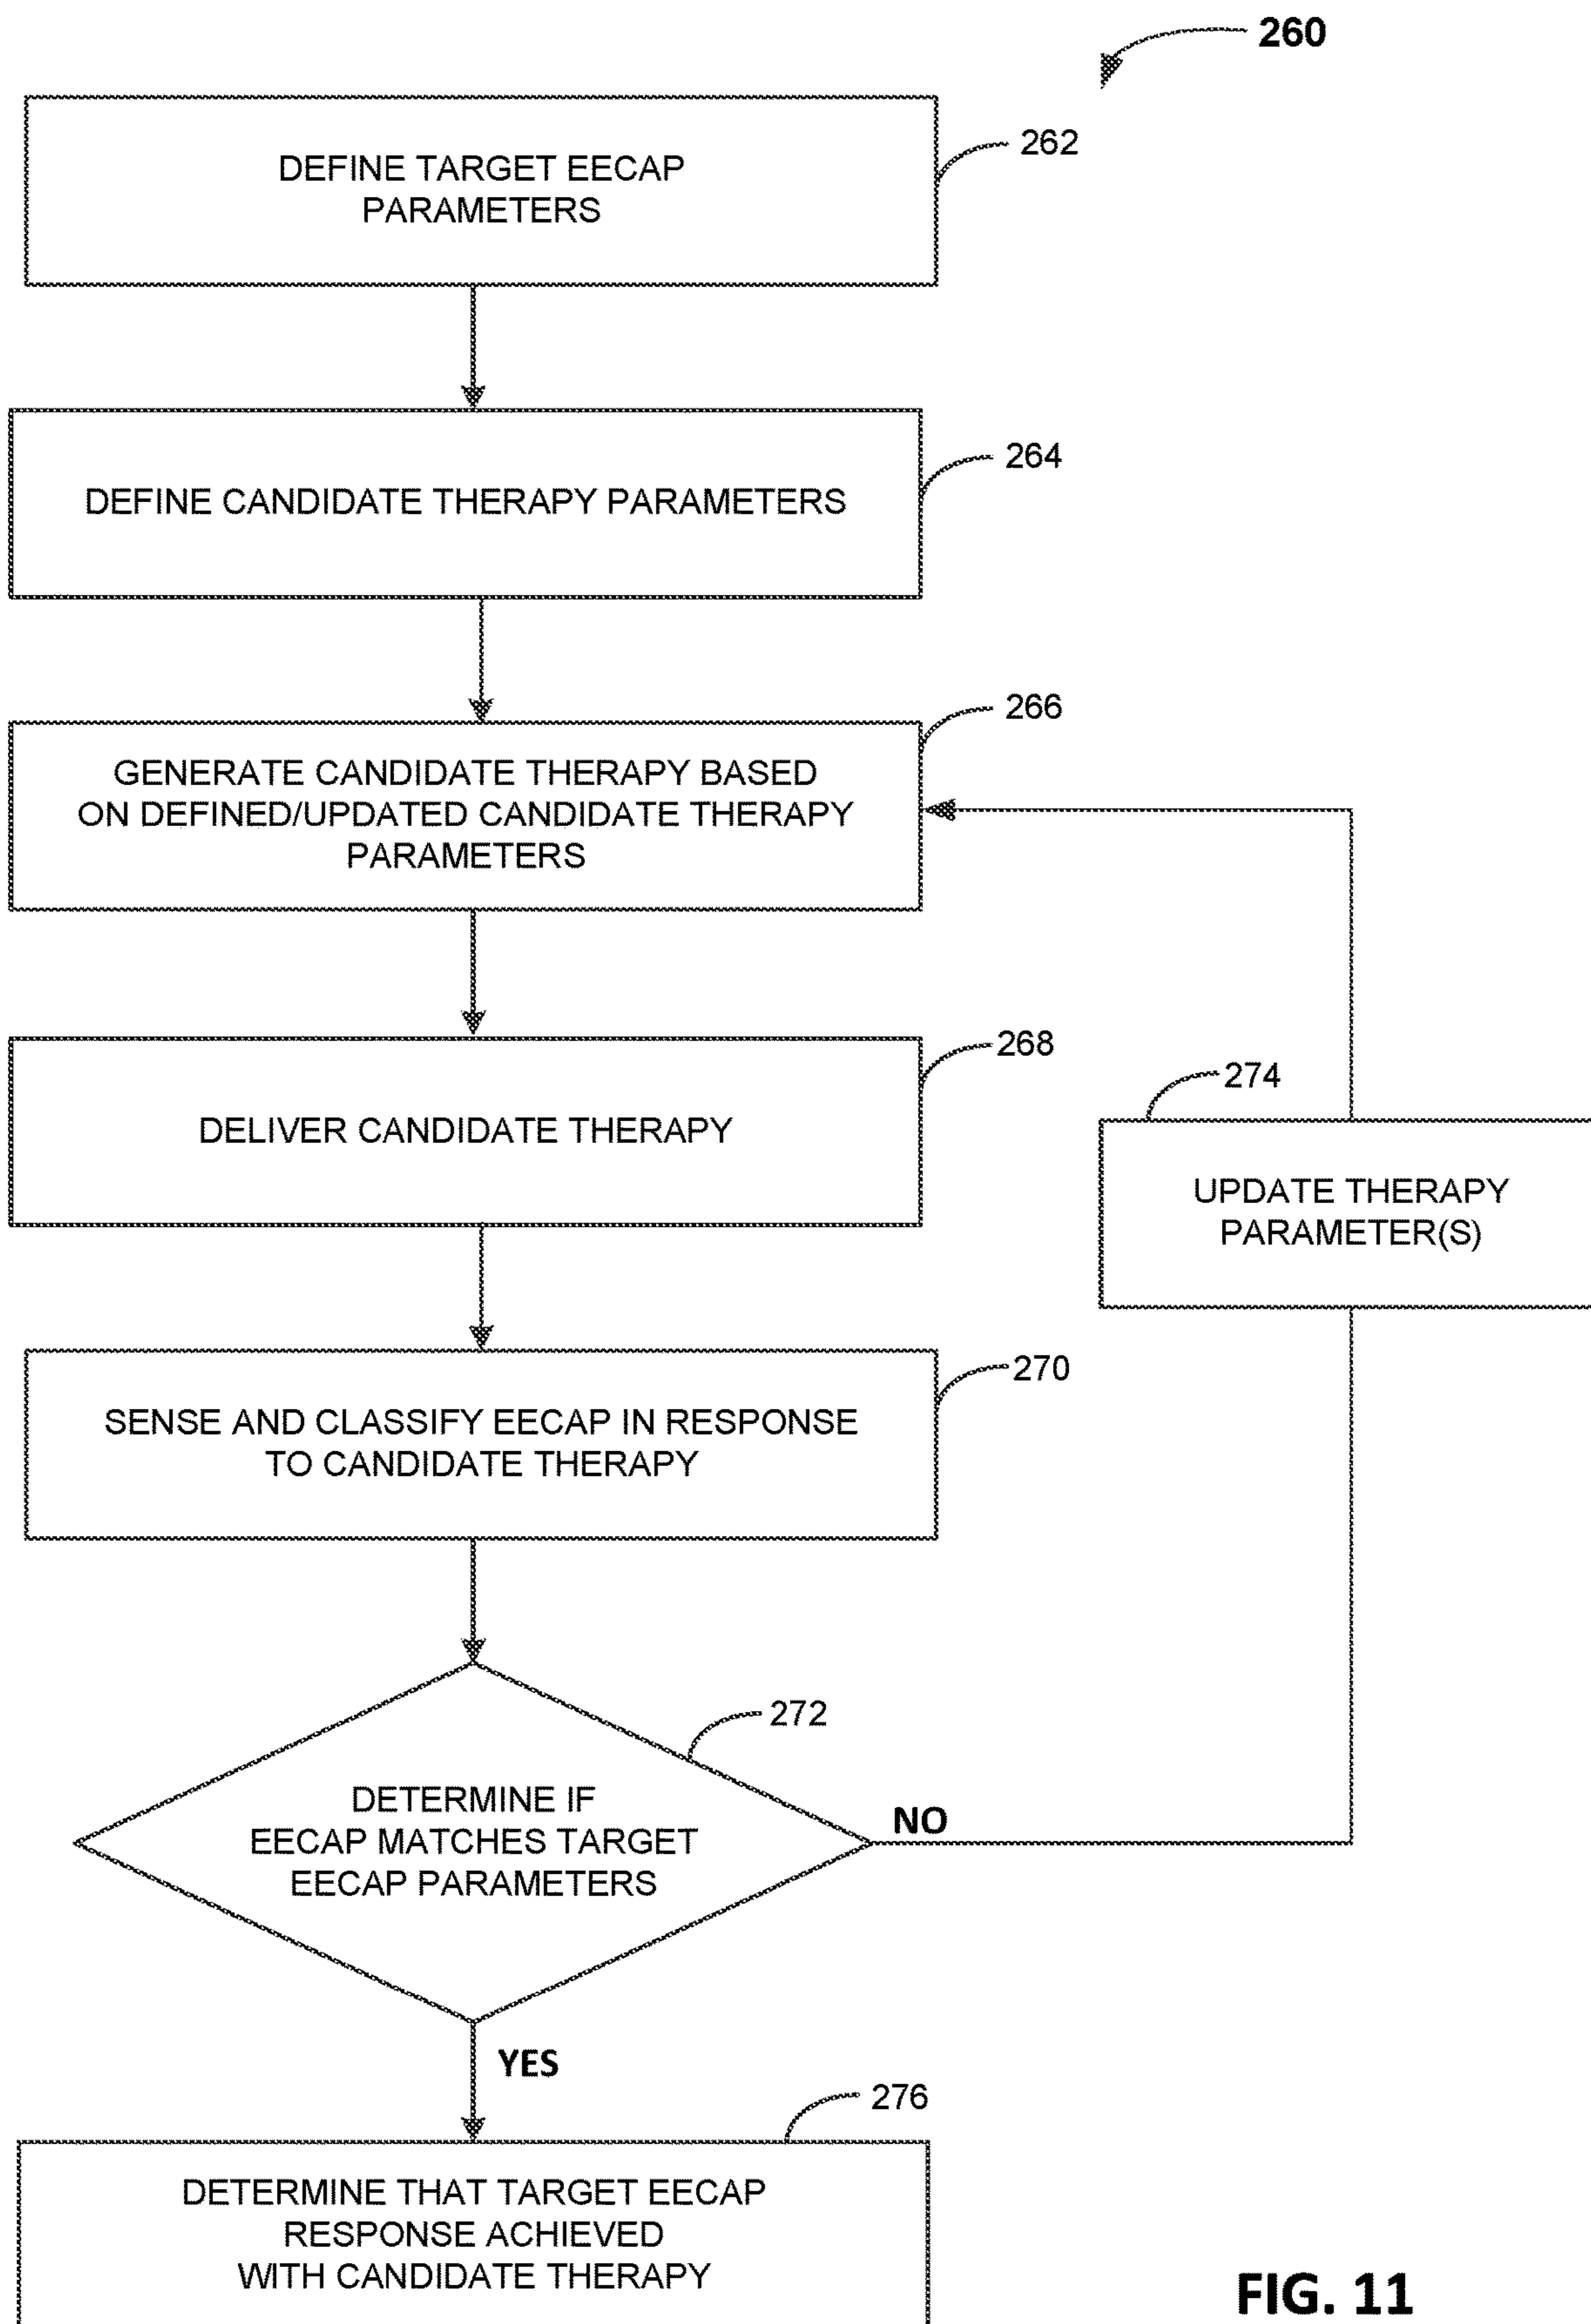 260
262
DEFINE TARGET EECAP
PARAMETERS
264
DEFINE CANDIDATE THERAPY PARAMETERS
266
GENERATE CANDIDATE THERAPY BASED
ON DEFINED/UPDATED CANDIDATE THERAPY
PARAMETERS
268
DELIVER CANDIDATE THERAPY
274
UPDATE THERAPY
PARAMETER(S)
270
SENSE AND CLASSIFY EECAP IN RESPONSE
TO CANDIDATE THERAPY
272
DETERMINE IF
EECAP MATCHES TARGET
EECAP PARAMETERS
NO
YES
276
DETERMINE THAT TARGET EECAP
RESPONSE ACHIEVED
WITH CANDIDATE THERAPY
FIG. 11